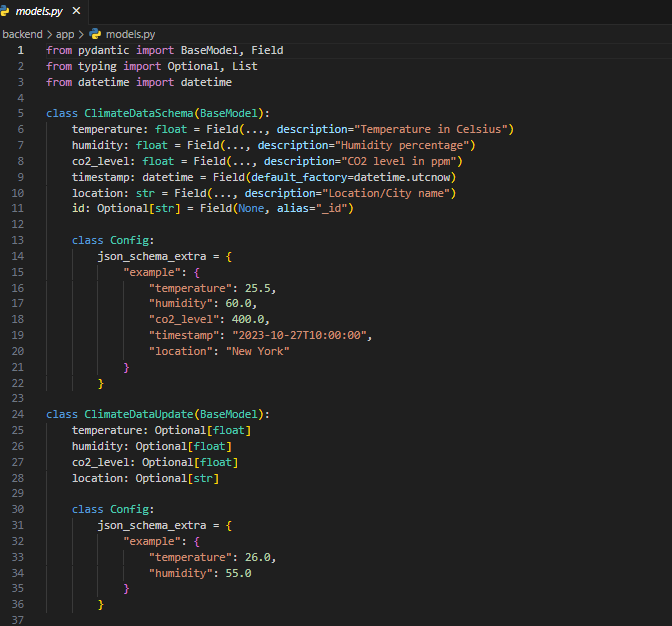 models.py ×
backend > app > models.py
1 from pydantic import BaseModel, Field
2 from typing import Optional, List
3 from datetime import datetime
4
5 class ClimateDataSchema(BaseModel):
6     temperature: float = Field(..., description="Temperature in Celsius")
7     humidity: float = Field(..., description="Humidity percentage")
8     co2_level: float = Field(..., description="CO2 level in ppm")
9     timestamp: datetime = Field(default_factory=datetime.utcnow)
10     location: str = Field(..., description="Location/City name")
11     id: Optional[str] = Field(None, alias="_id")
12
13     class Config:
14         json_schema_extra = {
15             "example": {
16                 "temperature": 25.5,
17                 "humidity": 60.0,
18                 "co2_level": 400.0,
19                 "timestamp": "2023-10-27T10:00:00",
20                 "location": "New York"
21             }
22         }
23
24 class ClimateDataUpdate(BaseModel):
25     temperature: Optional[float]
26     humidity: Optional[float]
27     co2_level: Optional[float]
28     location: Optional[str]
29
30     class Config:
31         json_schema_extra = {
32             "example": {
33                 "temperature": 26.0,
34                 "humidity": 55.0
35             }
36         }
37